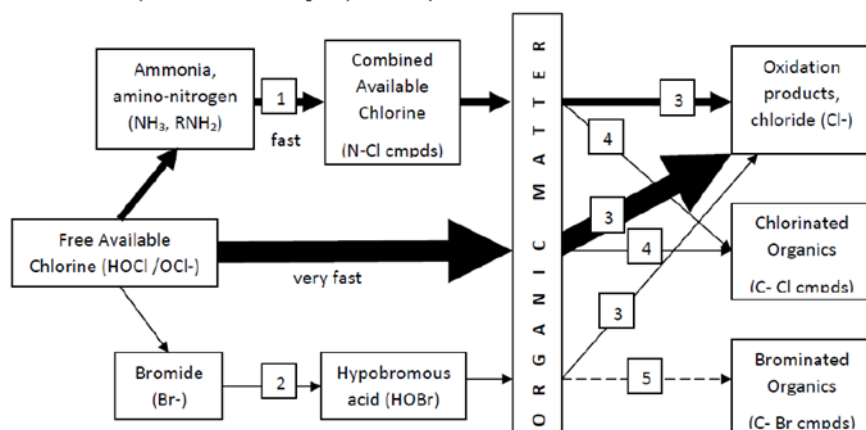 Ammonia,
amino-nitrogen
(NH₃, RNH₂)
1
fast
Combined
Available
Chlorine
(N-Cl cmpds)
ORGANIC MATTTER
3
Oxidation
products,
chloride (Cl-)
4
Free Available
Chlorine (HOCl /OCl-)
very fast
3
4
Chlorinated
Organics
(C- Cl cmpds)
3
Bromide
(Br-)
2
Hypobromous
acid (HOBr)
5
Brominated
Organics
(C- Br cmpds)